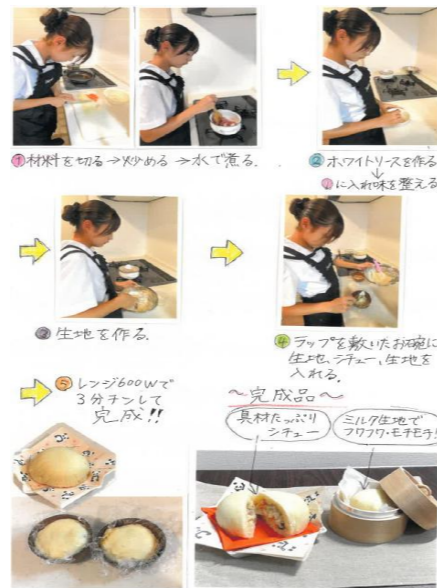 ①材料を切る→炒める→水で煮る.
②ホワイトソースを作る
↓
①に入れ味を整える
③生地を作る.
④ラップを敷いたお碗に
生地、シチュー、生地を
入れる.
⑤レンジ600Wで
3分チンして
完成!!
～完成品～
具材たっぷり
シチュー
ミルク生地で
フワフワ・モチモチ!